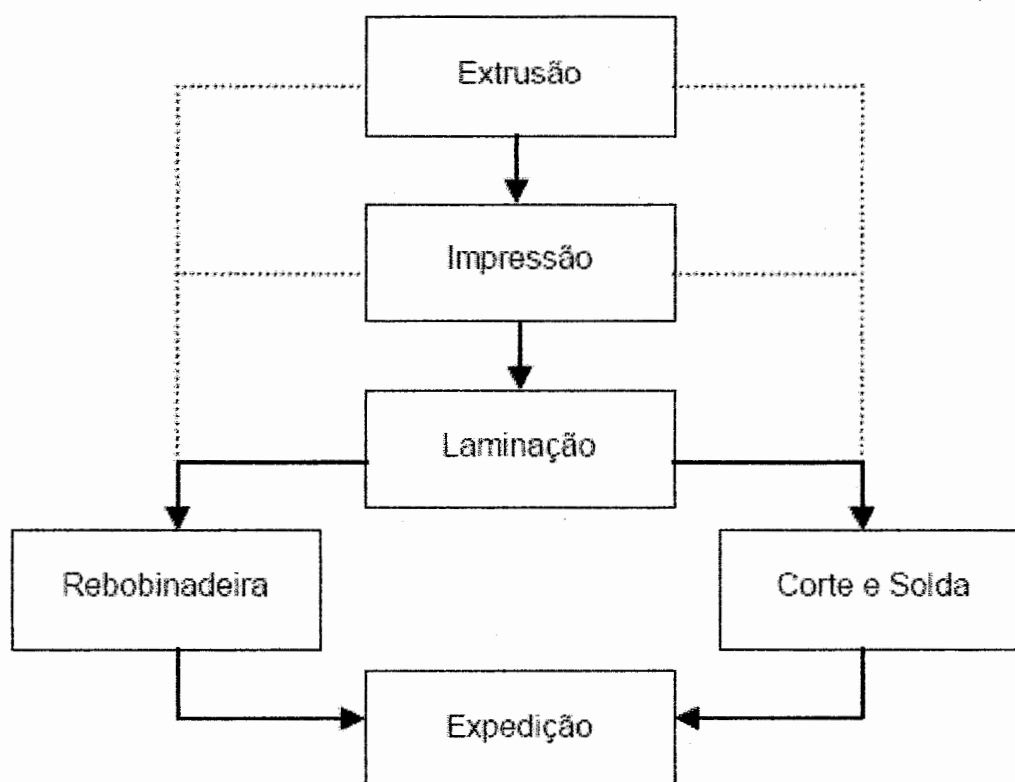 Extrusão
Impressão
Laminação
Rebobinadeira
Corte e Solda
Expedição